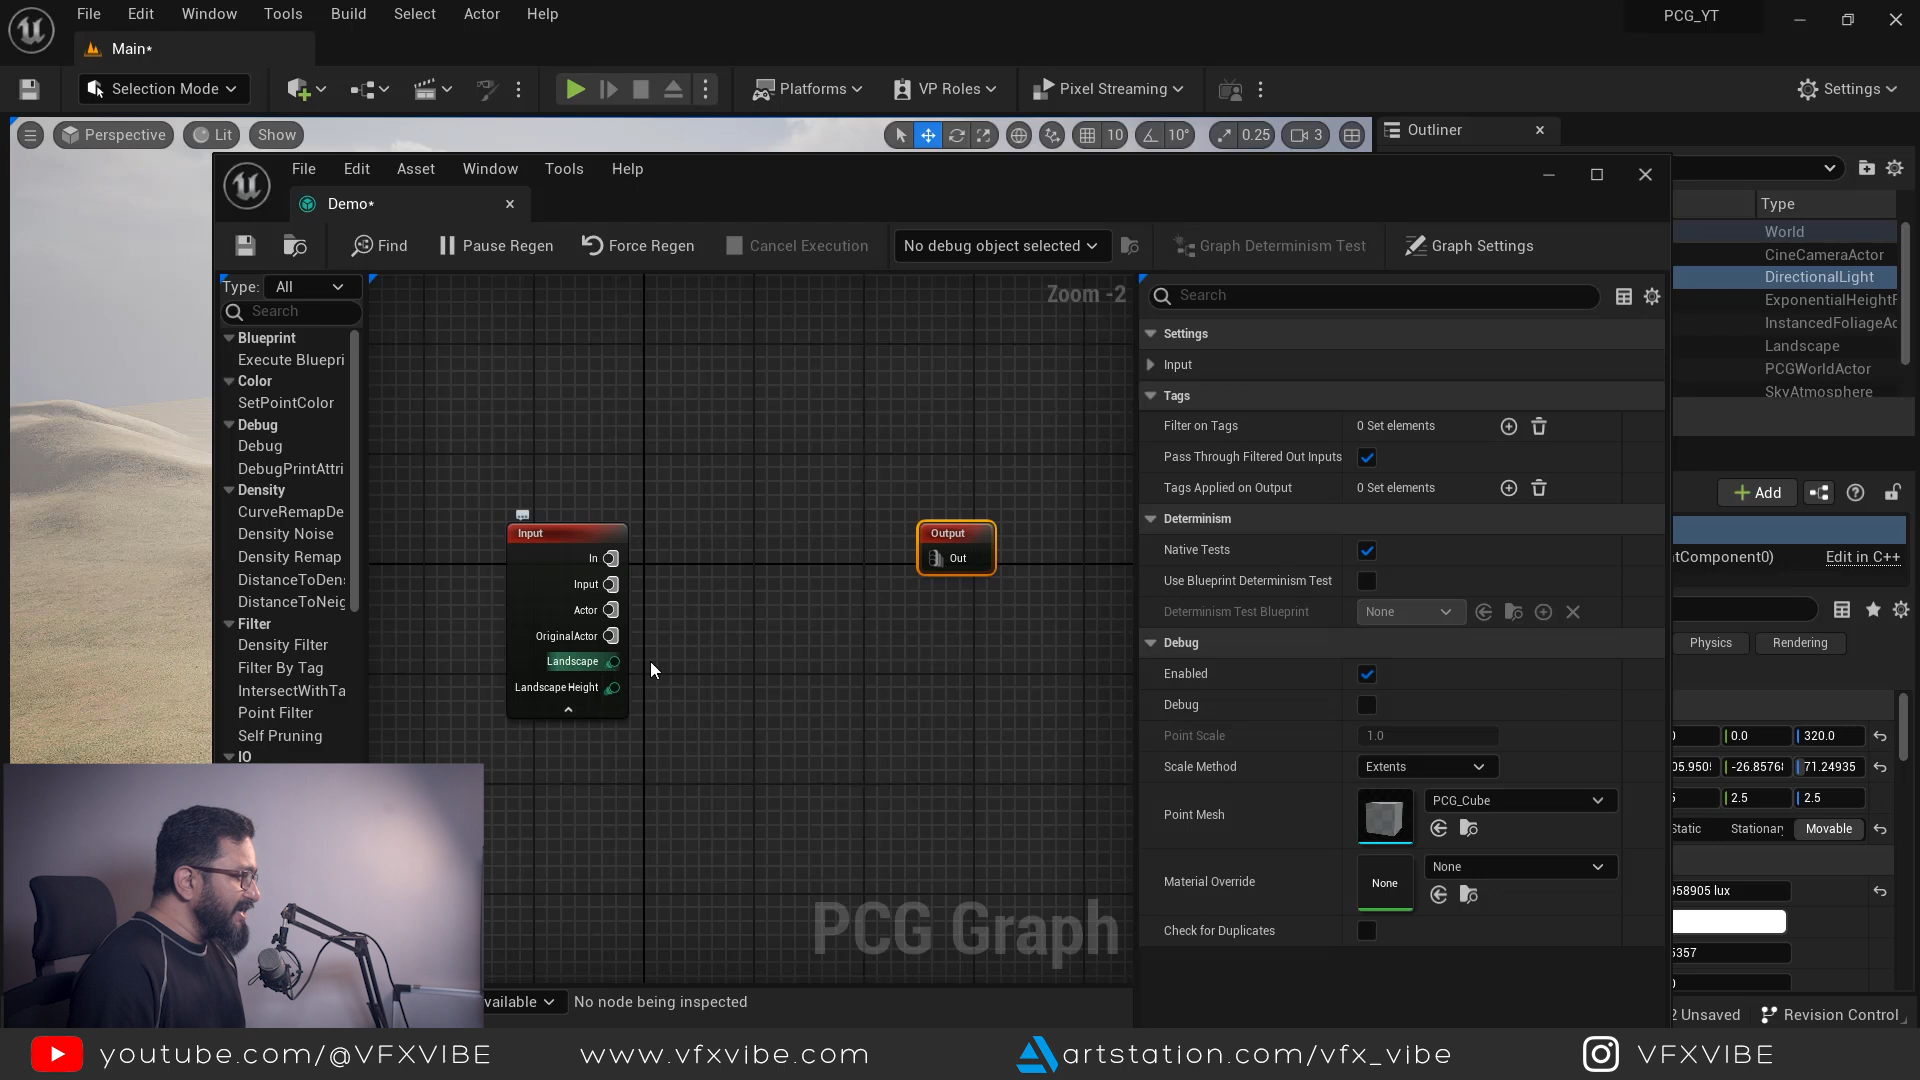 File Edit Window Tools Build Select Actor Help
PCG_YT
Main*
Selection Mode
Platforms
VP Roles
Pixel Streaming
Settings
Perspective
Lit
Show
10
10°
0.25
3
Outliner
File Edit Asset Window Tools Help
Demo*
Type
Find
Pause Regen
Force Regen
Cancel Execution
No debug object selected
Graph Determinism Test
Graph Settings
World
CineCameraActor
DirectionalLight
ExponentialHeightF
InstancedFoliageAc
Landscape
PCGWorldActor
SkyAtmosphere
Type: All
Search
Blueprint
Execute Bluepri
Color
SetPointColor
Debug
Debug
DebugPrintAttri
Density
CurveRemapDe
Density Noise
Density Remap
DistanceToDen
DistanceToNeig
Filter
Density Filter
Filter By Tag
IntersectWithTa
Point Filter
Self Pruning
IO
Zoom -2
Input
In
Input
Actor
OriginalActor
Landscape
Landscape Height
Output
Out
PCG Graph
vailable
No node being inspected
Search
Settings
Input
Tags
Filter on Tags 0 Set elements
Pass Through Filtered Out Inputs
Tags Applied on Output 0 Set elements
Determinism
Native Tests
Use Blueprint Determinism Test
Determinism Test Blueprint None
Debug
Enabled
Debug
Point Scale 1.0
Scale Method Extents
Point Mesh PCG_Cube
Material Override None None
Check for Duplicates
Add
tComponent0) Edit in C++
Physics Rendering
0.0 320.0
05.950 -26.8576 71.24935
2.5 2.5
Static Stationar Movable
958905 lux
5357
2 Unsaved Revision Control
youtube.com/@VFXVIBE www.vfxvibe.com artstation.com/vfx_vibe VFXVIBE